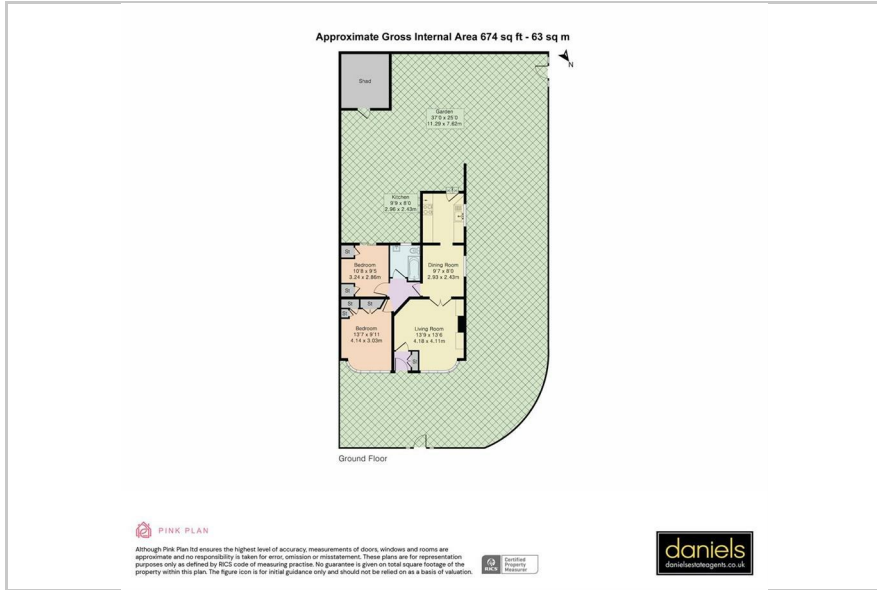 Approximate Gross Internal Area 674 sq ft - 63 sq m
N
Shad
Garden
37'0 x 25'0
11.29 x 7.62m
Kitchen
9'9 x 8'0
2.96 x 2.43m
St
Bedroom
10'8 x 9'5
3.24 x 2.86m
St
Dining Room
9'7 x 8'0
2.93 x 2.43m
St
St
St
Bedroom
13'7 x 9'11
4.14 x 3.03m
Living Room
13'9 x 13'6
4.18 x 4.11m
St
Ground Floor
PINK PLAN
Although Pink Plan ltd ensures the highest level of accuracy, measurements of doors, windows and rooms are
approximate and no responsibility is taken for error, omission or misstatement. These plans are for representation
purposes only as defined by RICS code of measuring practise. No guarantee is given on total square footage of the
property within this plan. The figure icon is for initial guidance only and should not be relied on as a basis of valuation.
RICS
Certified
Property
Measurer
daniels
danielsestateagents.co.uk